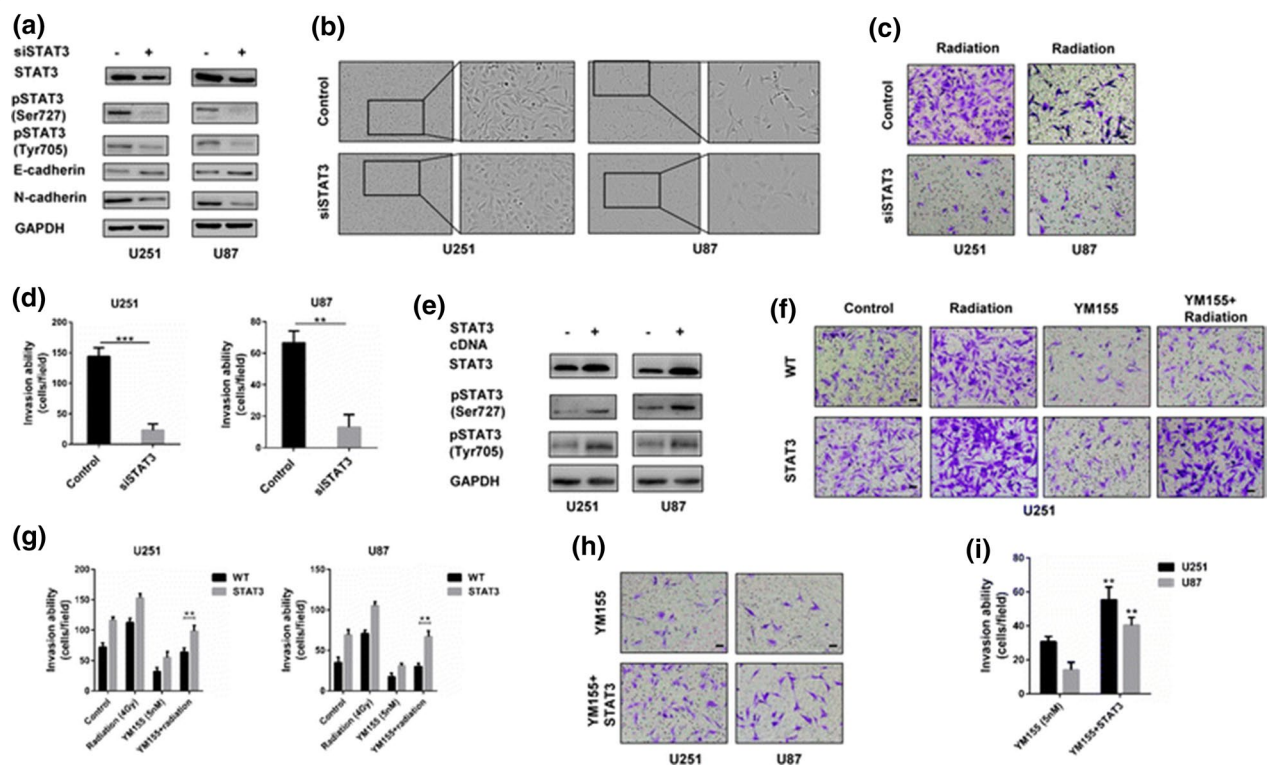 (a)
siSTAT3 - + - +
STAT3
pSTAT3
(Ser727)
pSTAT3
(Tyr705)
E-cadherin
N-cadherin
GAPDH
U251 U87
(b)
Control
siSTAT3
U251 U87
(c)
Radiation Radiation
Control
siSTAT3
U251 U87
(d)
U251
Invasion ability
(cells/field)
200
150
100
50
0
***
Control siSTAT3
U87
Invasion ability
(cells/field)
80
60
40
20
0
**
Control siSTAT3
(e)
STAT3 - + - +
cDNA
STAT3
pSTAT3
(Ser727)
pSTAT3
(Tyr705)
GAPDH
U251 U87
(f)
Control Radiation YM155 YM155+
Radiation
WT
STAT3
U251
(g)
U251
Invasion ability
(cells/field)
200
150
100
50
0
**
WT
STAT3
Control Radiation (4Gy) YM155 (5nM) YM155+radiation
U87
Invasion ability
(cells/field)
150
100
50
0
**
WT
STAT3
Control Radiation (4Gy) YM155 (5nM) YM155+radiation
(h)
YM155
YM155+
STAT3
U251 U87
(i)
Invasion ability
(cells/field)
80
60
40
20
0
** **
U251
U87
YM155 (5nM) YM155+STAT3